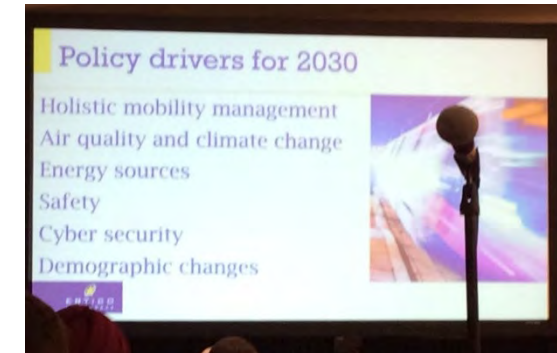 Policy drivers for 2030
Holistic mobility management
Air quality and climate change
Energy sources
Safety
Cyber security
Demographic changes
ERTICO